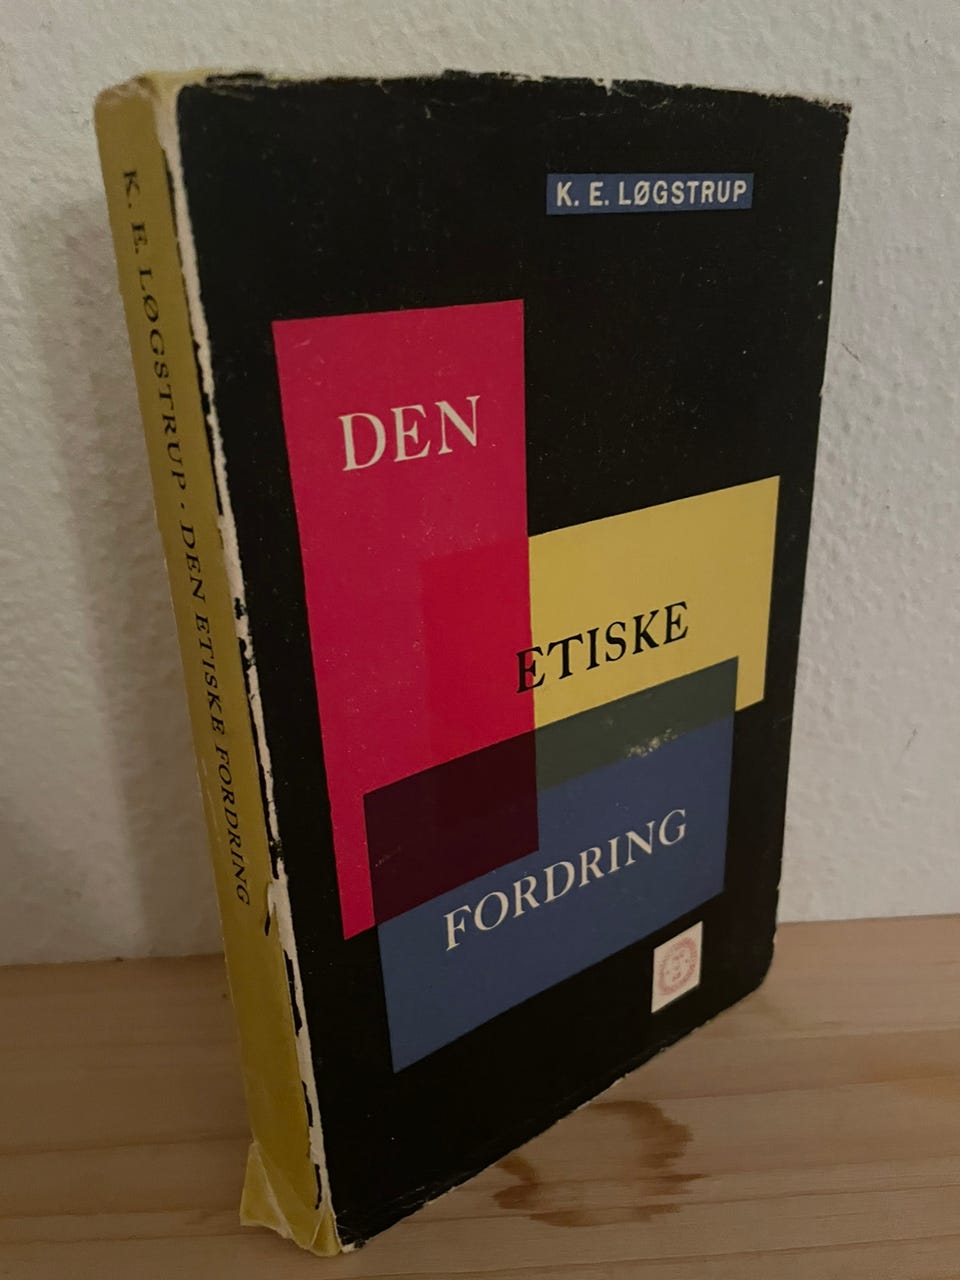 K. E. LØGSTRUP · DEN ETISKE FORDRING
K. E. LØGSTRUP
DEN
ETISKE
FORDRING